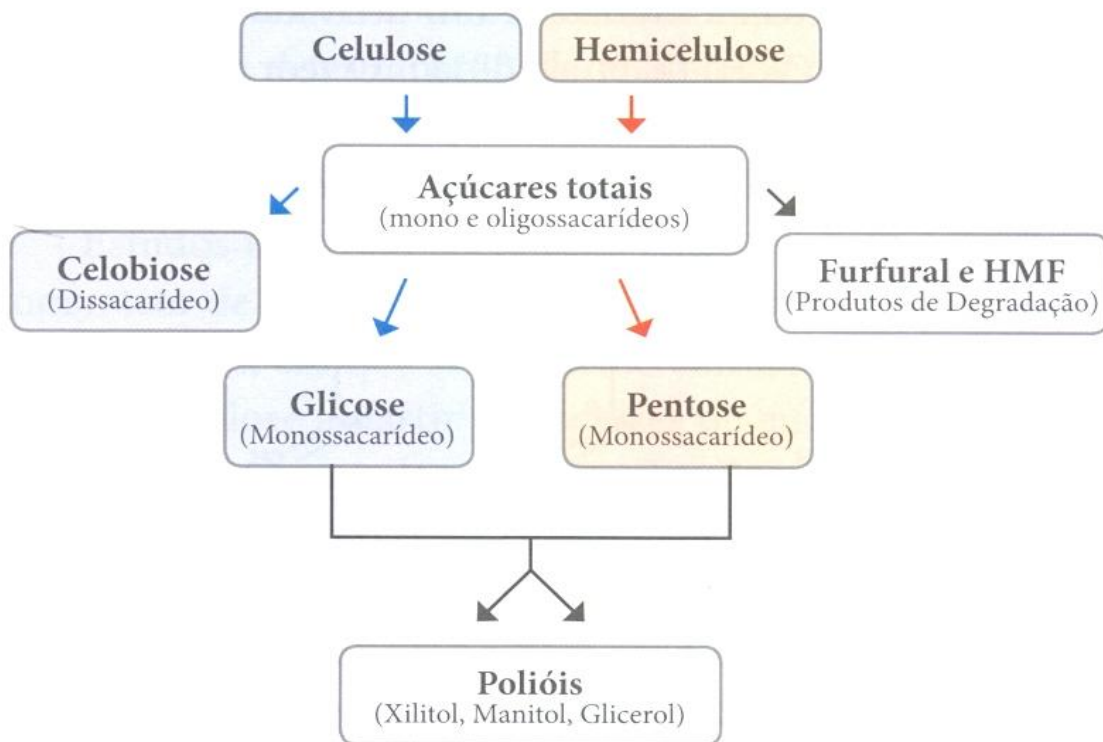 Celulose
Hemicelulose
Açúcares totais
(mono e oligossacarídeos)
Celobiose
(Dissacarídeo)
Furfural e HMF
(Produtos de Degradação)
Glicose
(Monossacarídeo)
Pentose
(Monossacarídeo)
Polióis
(Xilitol, Manitol, Glicerol)